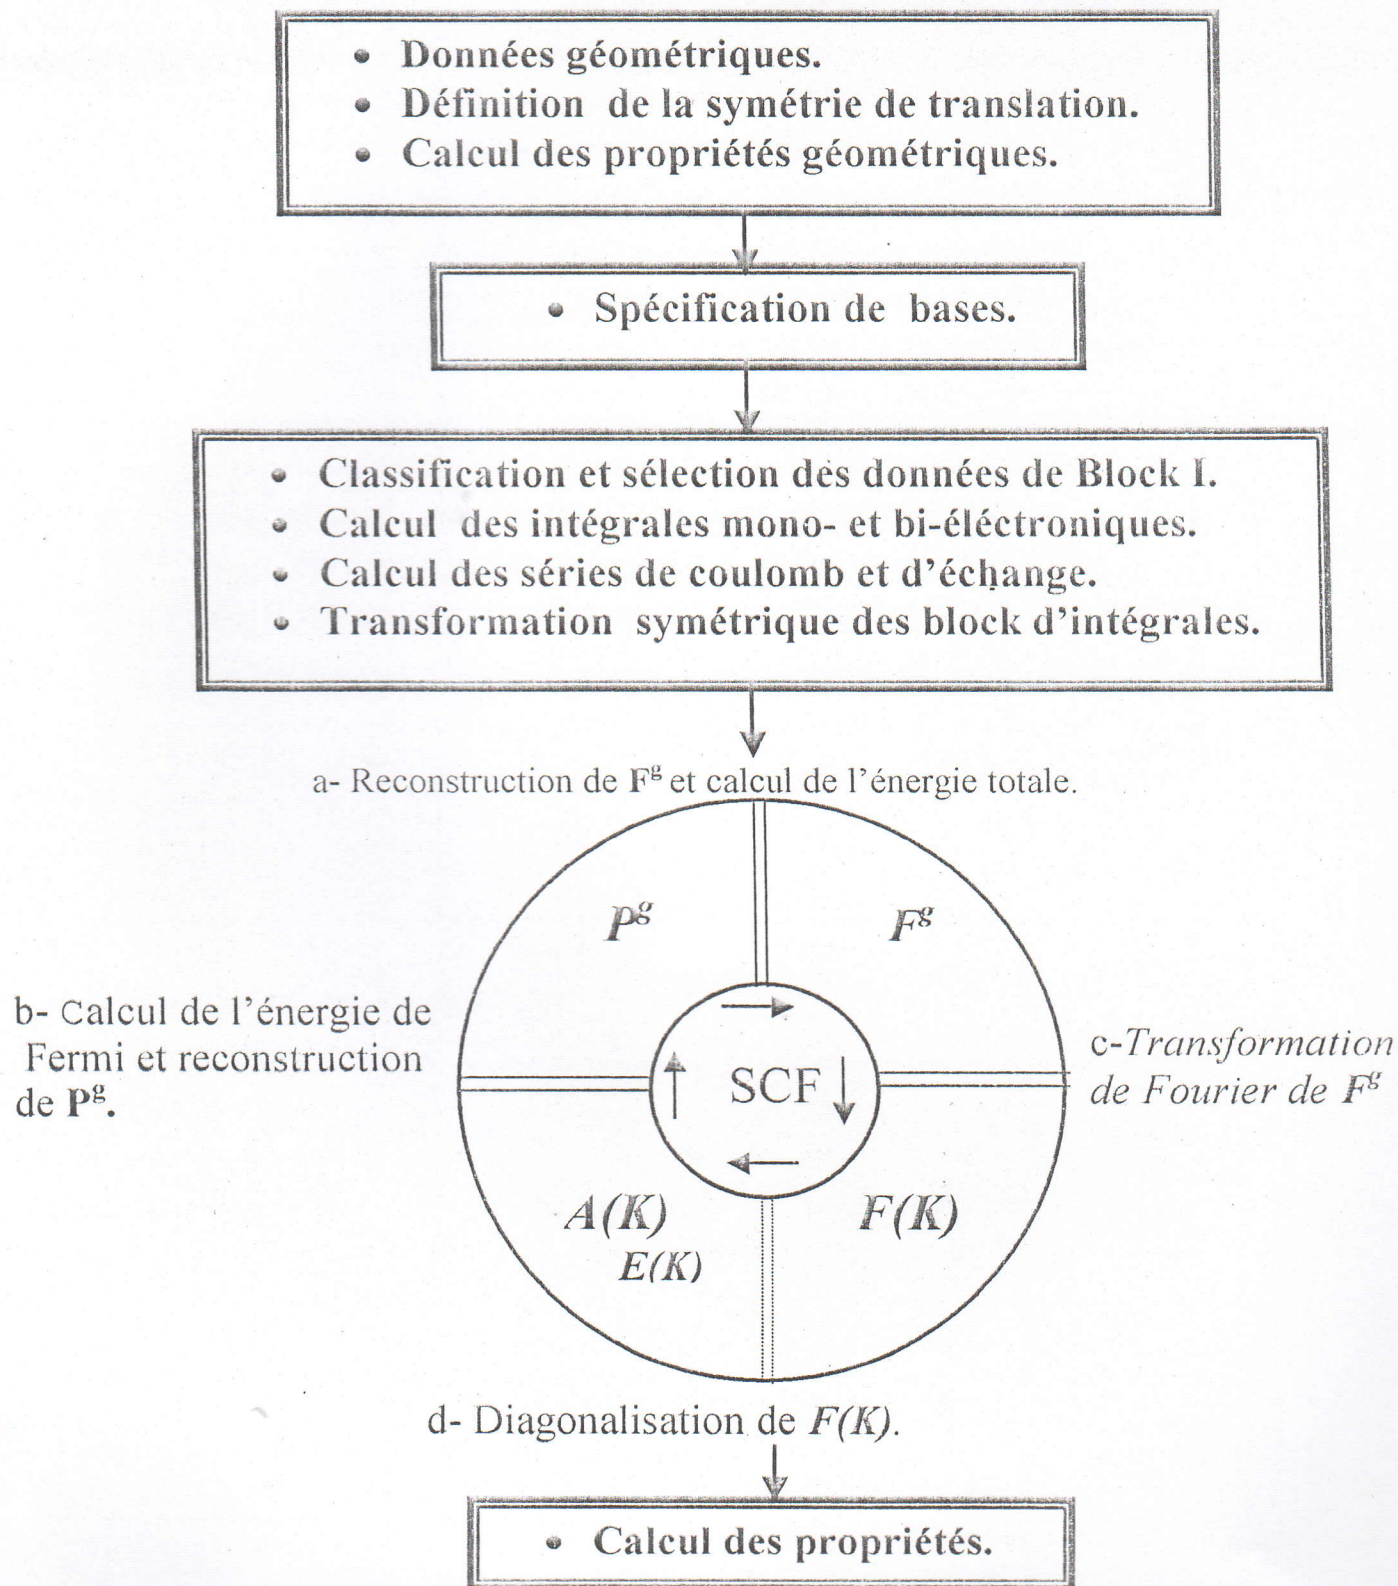 • Données géométriques.
• Définition de la symétrie de translation.
• Calcul des propriétés géométriques.
• Spécification de bases.
• Classification et sélection des données de Block I.
• Calcul des intégrales mono- et bi-éléctroniques.
• Calcul des séries de coulomb et d'échange.
• Transformation symétrique des block d'intégrales.
a- Reconstruction de F^g et calcul de l'énergie totale.
P^g
F^g
b- Calcul de l'énergie de
Fermi et reconstruction
de P^g.
SCF
c-Transformation
de Fourier de F^g
A(K)
E(K)
F(K)
d- Diagonalisation de F(K).
• Calcul des propriétés.